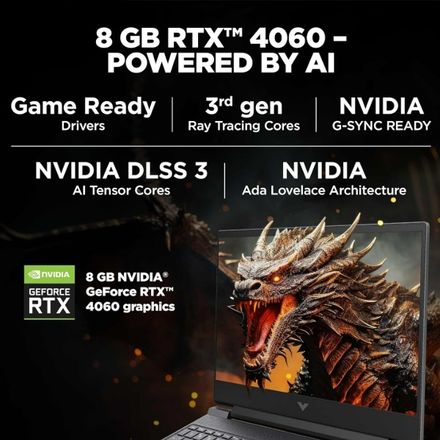 8 GB RTX™ 4060 –
POWERED BY AI
Game Ready
Drivers
3rd gen
Ray Tracing Cores
NVIDIA
G-SYNC READY
NVIDIA DLSS 3
AI Tensor Cores
NVIDIA
Ada Lovelace Architecture
NVIDIA
GEFORCE
RTX
8 GB NVIDIA®
GeForce RTX™
4060 graphics